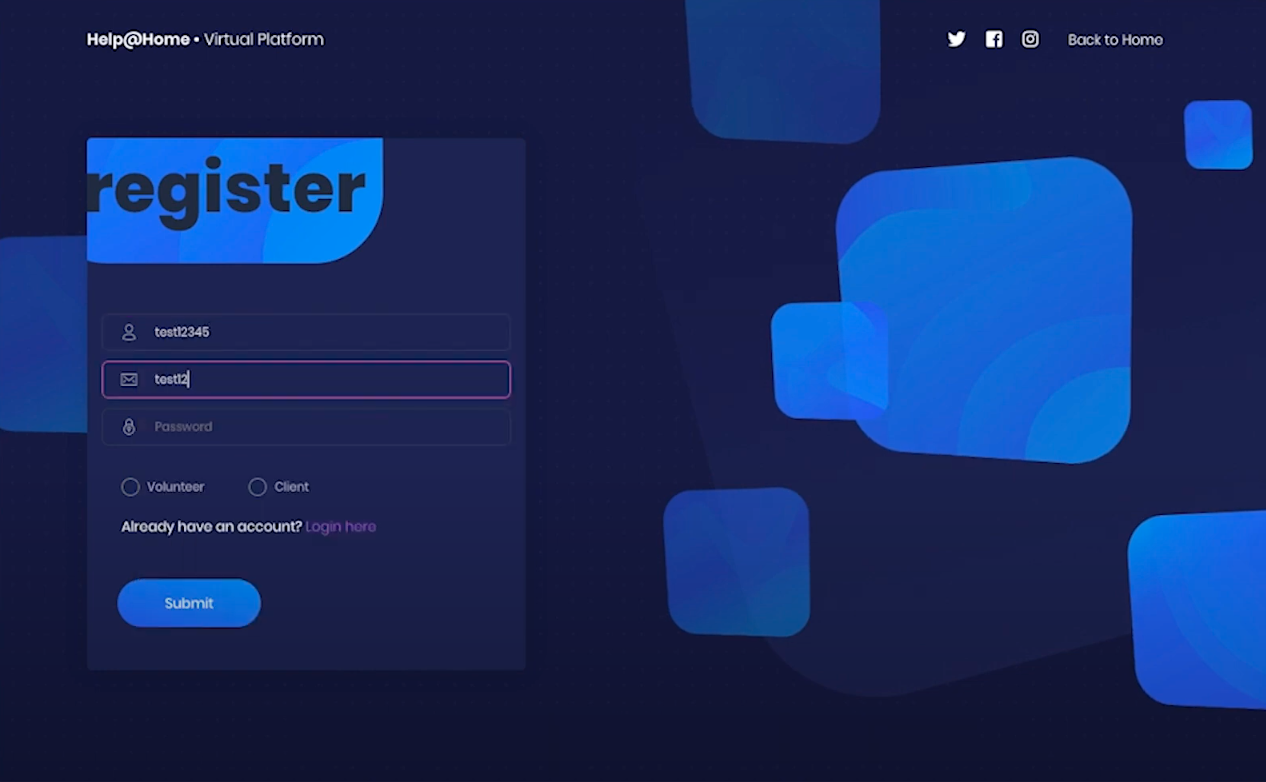 Help@Home • Virtual Platform
Back to Home
register
test12345
test12
Password
Volunteer
Client
Already have an account? Login here
Submit